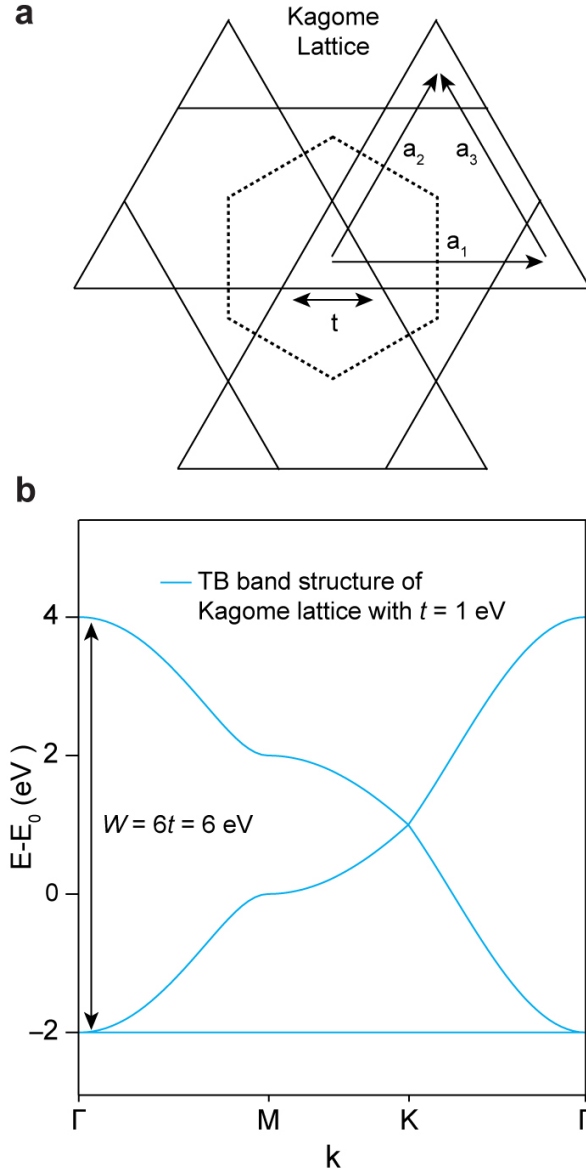 a
Kagome
Lattice
a2
a3
a1
t
b
TB band structure of
Kagome lattice with t = 1 eV
4
2
0
−2
E-E0 (eV)
W = 6t = 6 eV
Γ
M
K
Γ
k